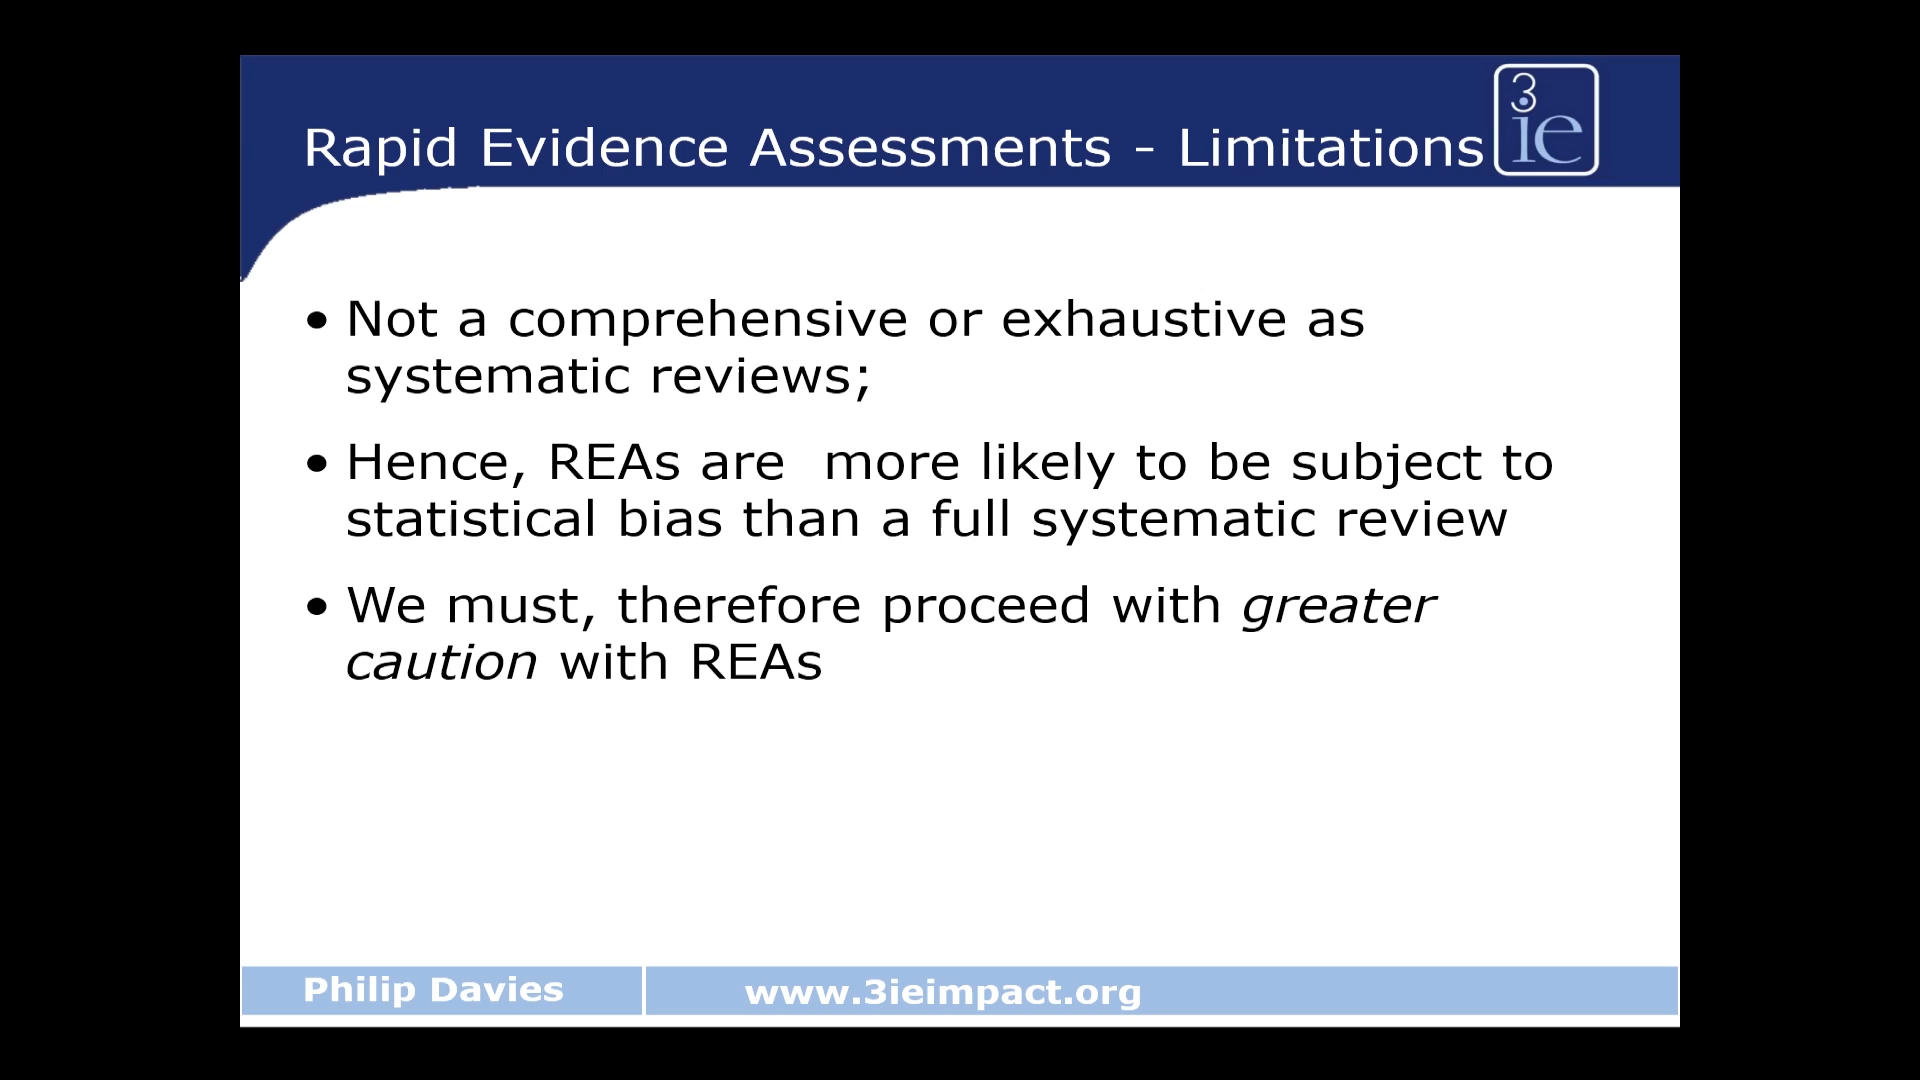 Rapid Evidence Assessments - Limitations
3
ie
• Not a comprehensive or exhaustive as
systematic reviews;
• Hence, REAs are  more likely to be subject to
statistical bias than a full systematic review
• We must, therefore proceed with greater
caution with REAs
Philip Davies
www.3ieimpact.org